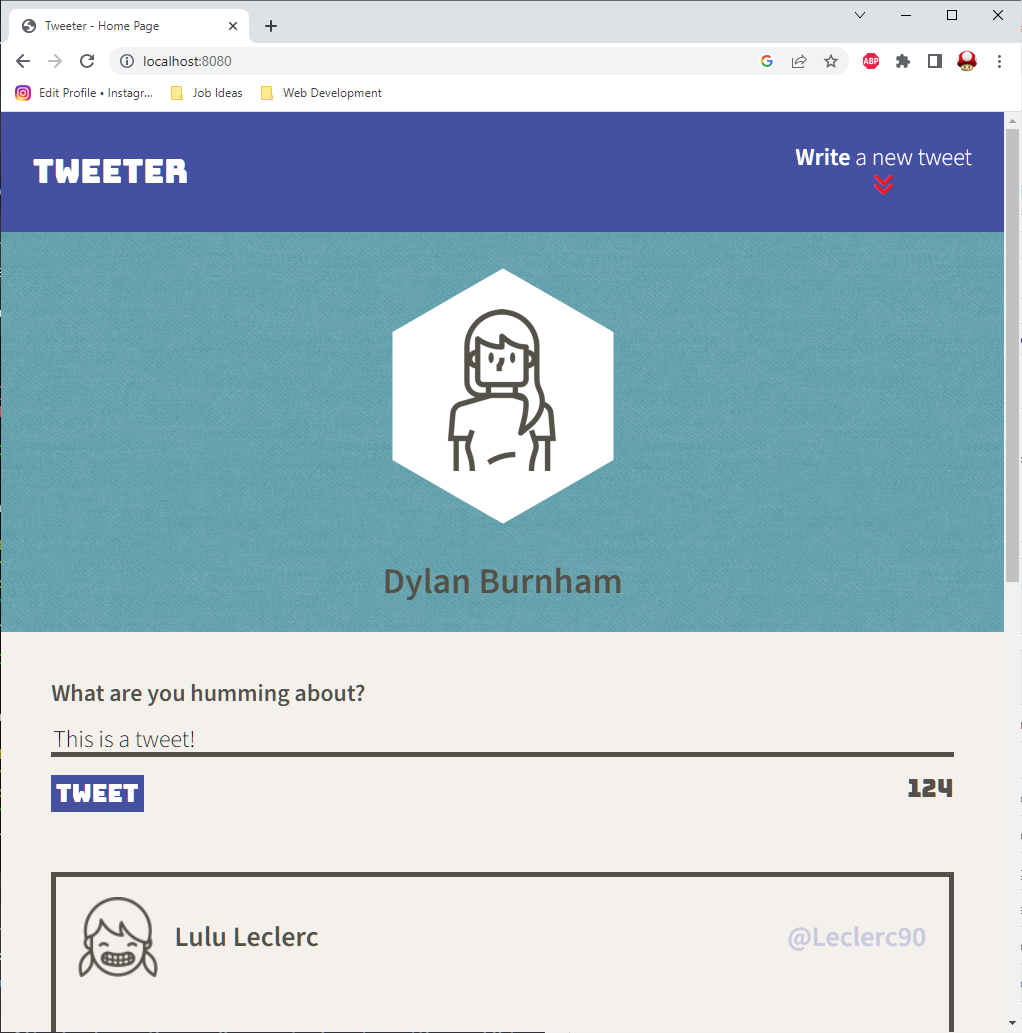 Tweeter - Home Page
localhost:8080
ABP
Edit Profile • Instagr...
Job Ideas
Web Development
TWEETER
Write a new tweet
Dylan Burnham
What are you humming about?
This is a tweet!
TWEET
124
Lulu Leclerc
@Leclerc90